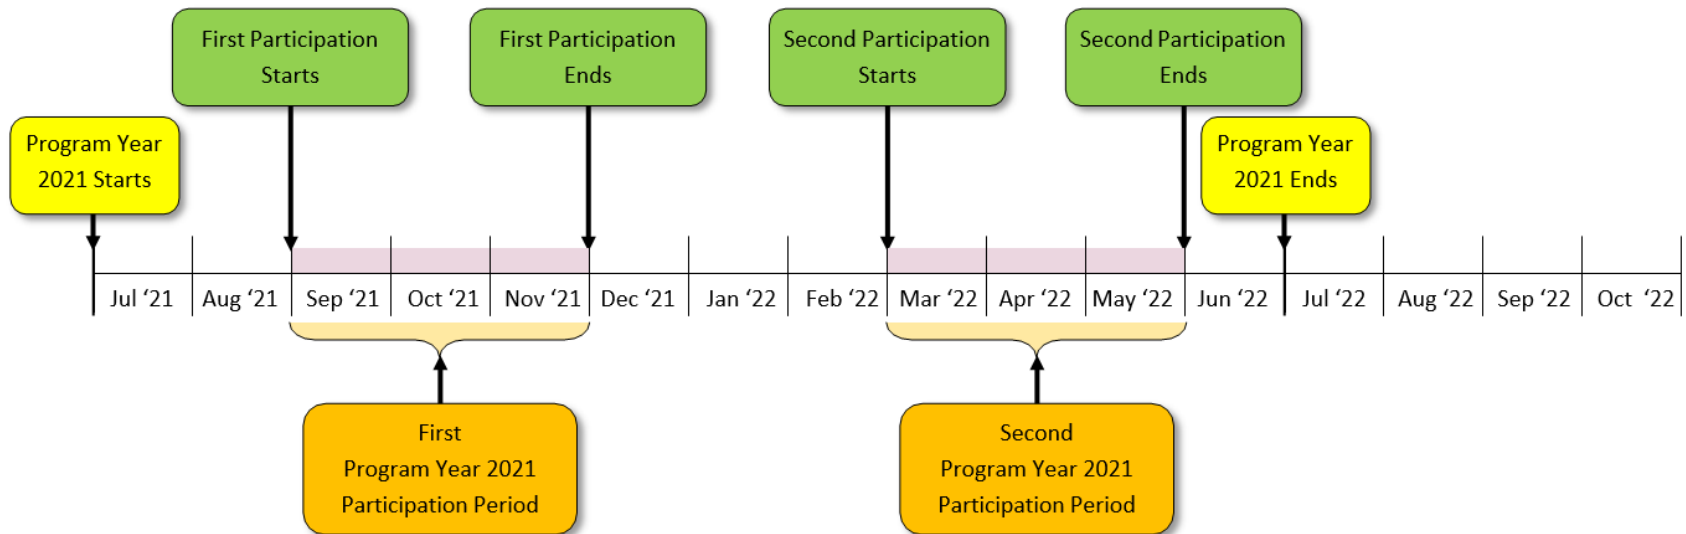 First Participation
Starts
First Participation
Ends
Second Participation
Starts
Second Participation
Ends
Program Year
2021 Starts
Program Year
2021 Ends
Jul ‘21 Aug ‘21 Sep ‘21 Oct ‘21 Nov ‘21 Dec ‘21 Jan ‘22 Feb ‘22 Mar ‘22 Apr ‘22 May ‘22 Jun ‘22 Jul ‘22 Aug ‘22 Sep ‘22 Oct ‘22
First
Program Year 2021
Participation Period
Second
Program Year 2021
Participation Period